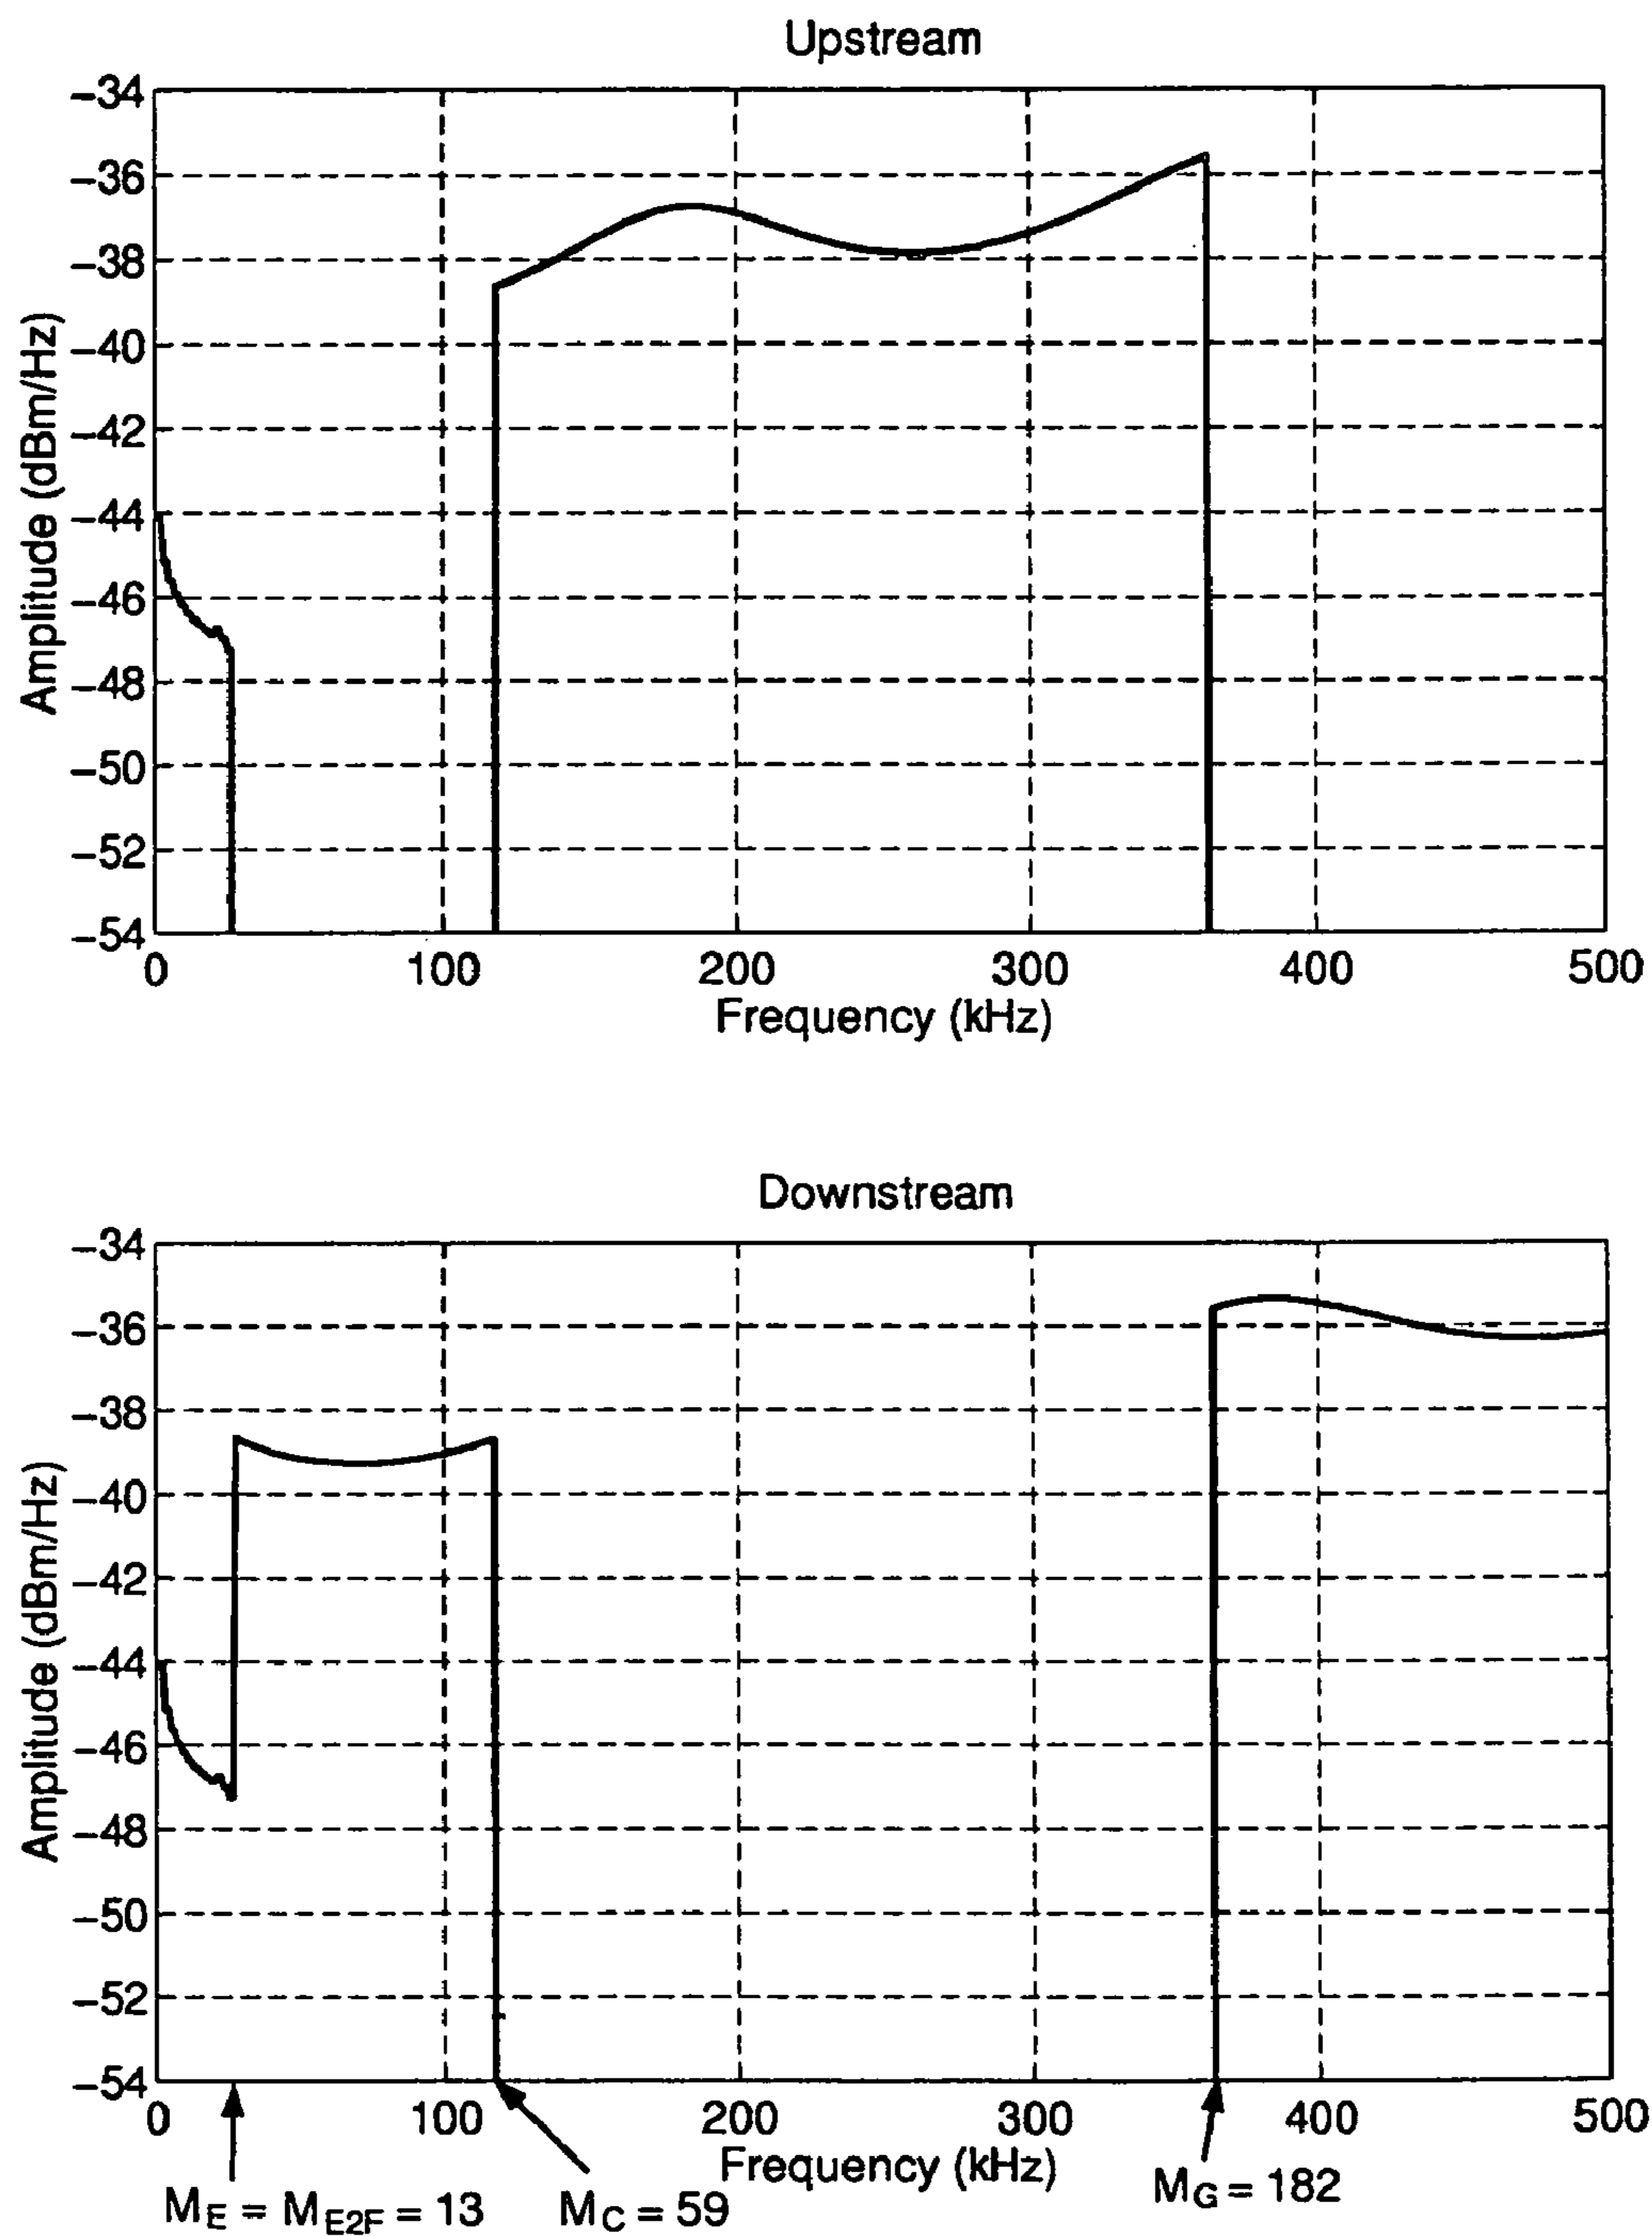 Upstream
Amplitude (dBm/Hz)
−34
−36
−38
−40
−42
−44
−46
−48
−50
−52
−54
0 100 200 300 400 500
Frequency (kHz)
Downstream
Amplitude (dBm/Hz)
−34
−36
−38
−40
−42
−44
−46
−48
−50
−52
−54
0 100 200 300 400 500
Frequency (kHz)
ME = ME2F = 13 MC = 59 MG = 182